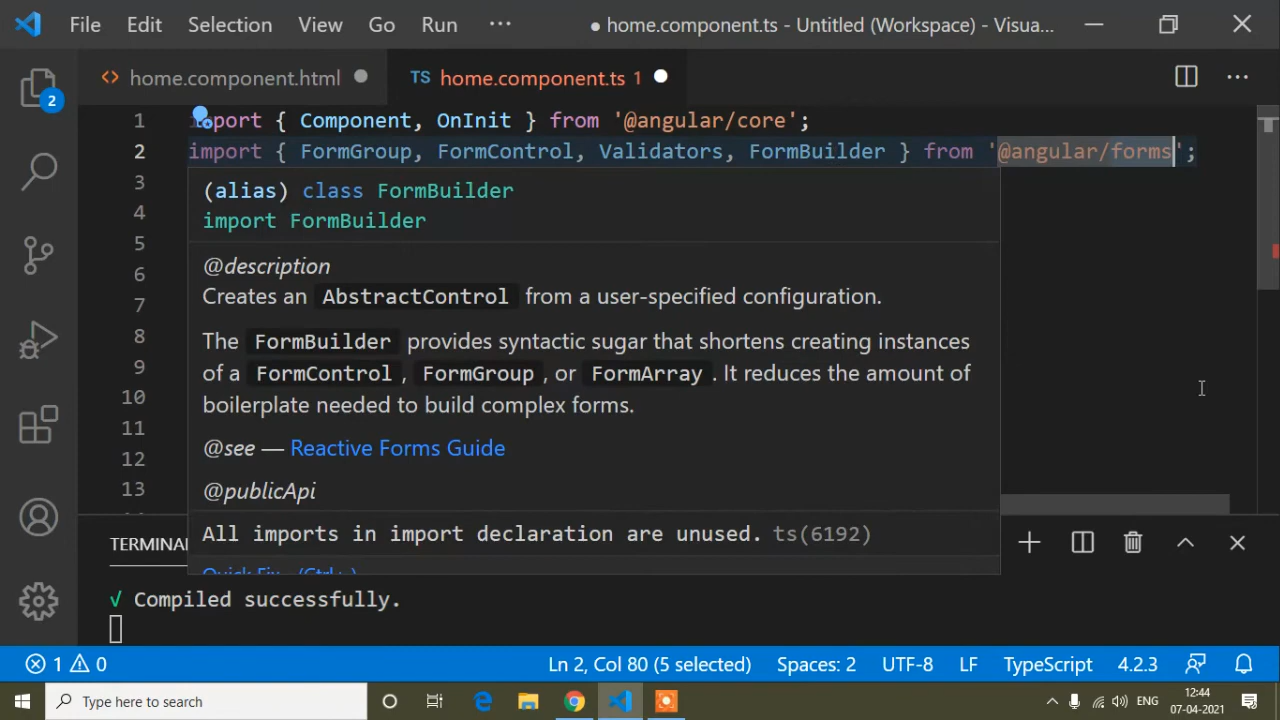 File Edit Selection View Go Run ··· ● home.component.ts - Untitled (Workspace) - Visua...
<> home.component.html TS home.component.ts 1
2
1 import { Component, OnInit } from '@angular/core';
2 import { FormGroup, FormControl, Validators, FormBuilder } from '@angular/forms';
3
4
5
6
7
8
9
10
11
12
13
(alias) class FormBuilder
import FormBuilder
@description
Creates an AbstractControl from a user-specified configuration.
The FormBuilder provides syntactic sugar that shortens creating instances
of a FormControl, FormGroup, or FormArray. It reduces the amount of
boilerplate needed to build complex forms.
@see — Reactive Forms Guide
@publicApi
All imports in import declaration are unused. ts(6192)
TERMINA
√ Compiled successfully.
1 0 Ln 2, Col 80 (5 selected) Spaces: 2 UTF-8 LF TypeScript 4.2.3
Type here to search ENG 12:44
07-04-2021